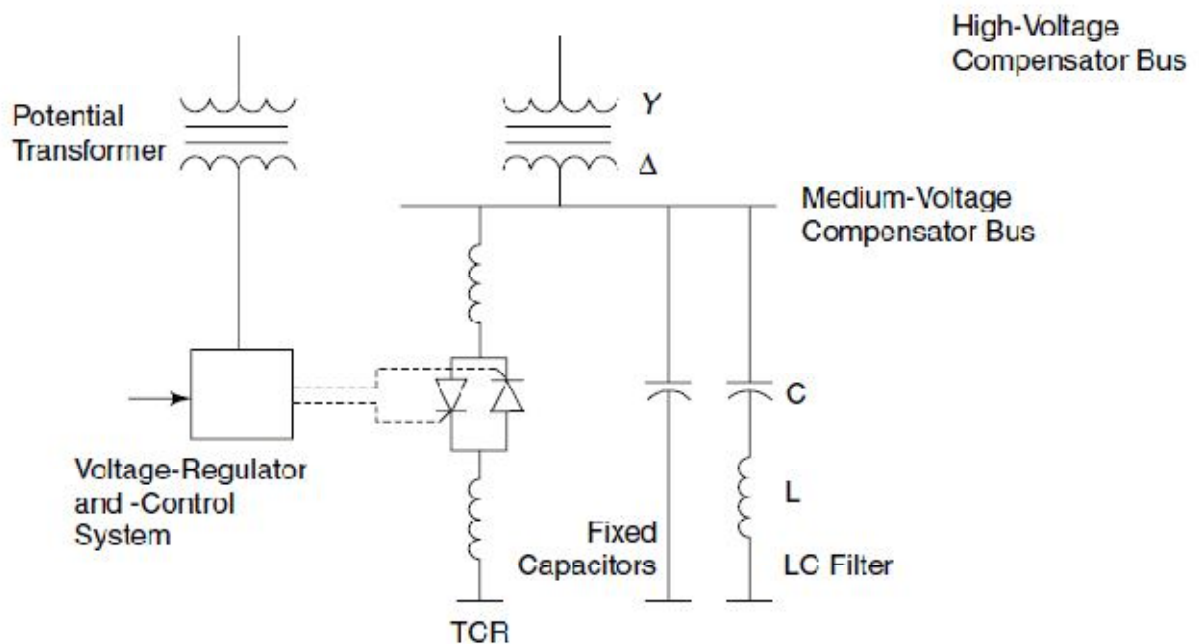 High-Voltage
Compensator Bus
Potential
Transformer
Y
Δ
Medium-Voltage
Compensator Bus
C
Voltage-Regulator
and -Control
System
L
Fixed
Capacitors
LC Filter
TCR